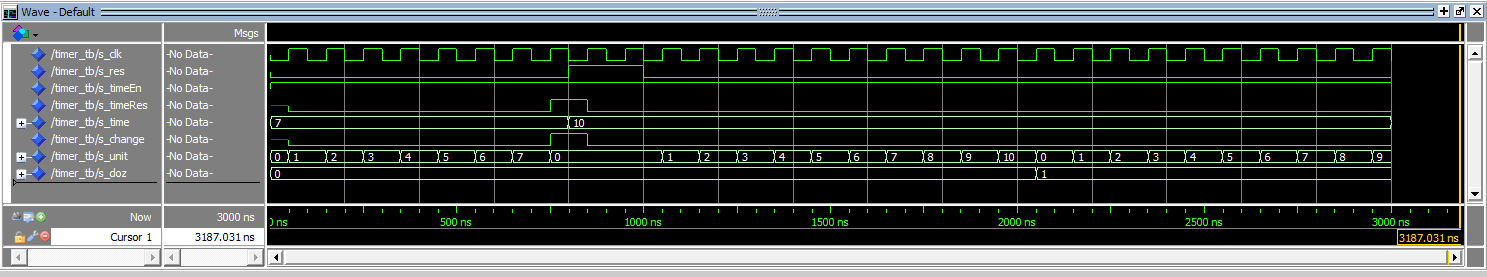 Wave - Default
Msgs
/timer_tb/s_clk -No Data-
/timer_tb/s_res -No Data-
/timer_tb/s_timeEn -No Data-
/timer_tb/s_timeRes -No Data-
/timer_tb/s_time -No Data- 7 10
/timer_tb/s_change -No Data-
/timer_tb/s_unit -No Data- 0 1 2 3 4 5 6 7 0 1 2 3 4 5 6 7 8 9 10 0 1 2 3 4 5 6 7 8 9
/timer_tb/s_doz -No Data- 0 1
Now 3000 ns ns 500 ns 1000 ns 1500 ns 2000 ns 2500 ns 3000 ns
Cursor 1 3187.031 ns 3187.031 ns